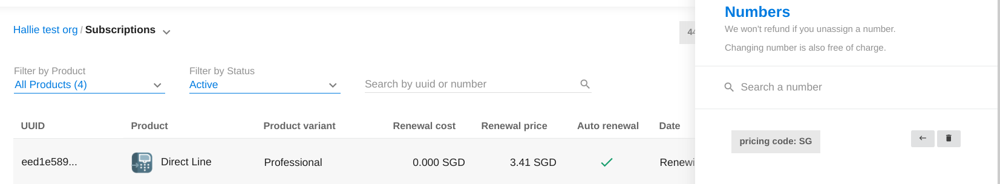 Hallie test org / Subscriptions
Filter by Product
All Products (4)
Filter by Status
Active
Search by uuid or number
UUID Product Product variant Renewal cost Renewal price Auto renewal Date
eed1e589... Direct Line Professional 0.000 SGD 3.41 SGD
Numbers
We won't refund if you unassign a number.
Changing number is also free of charge.
Search a number
pricing code: SG